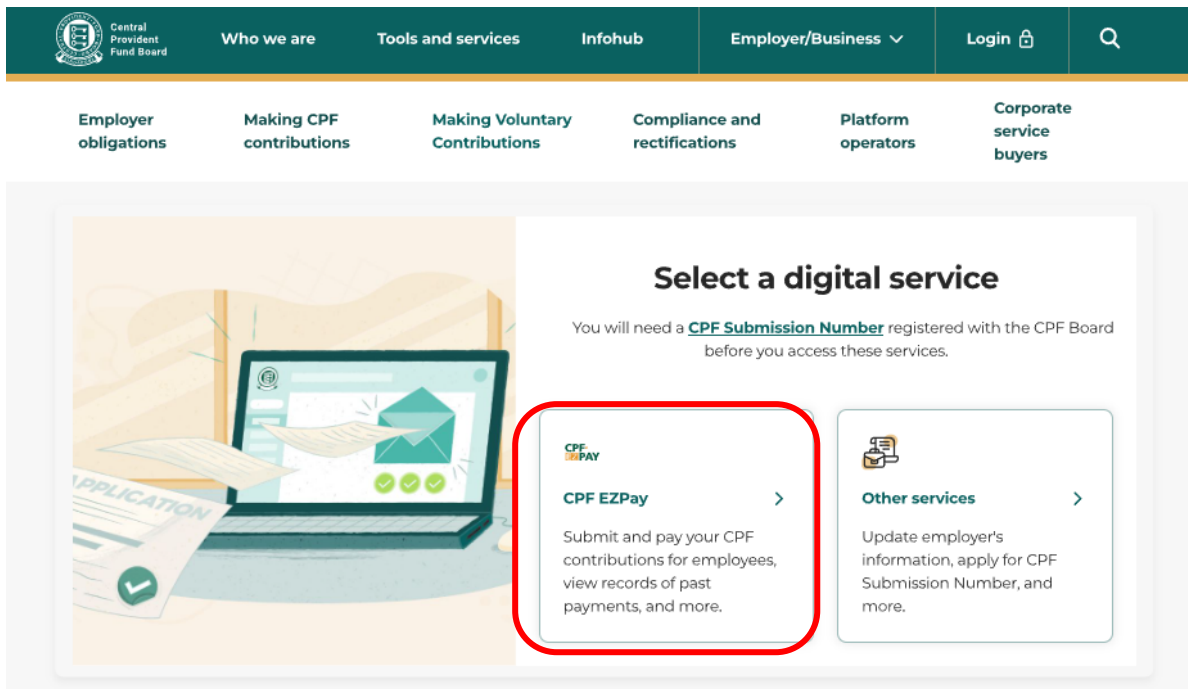 Central
Provident
Fund Board
Who we are
Tools and services
Infohub
Employer/Business
Login
Employer
obligations
Making CPF
contributions
Making Voluntary
Contributions
Compliance and
rectifications
Platform
operators
Corporate
service
buyers
APPLICATION
Select a digital service
You will need a CPF Submission Number registered with the CPF Board
before you access these services.
CPF
EZPAY
CPF EZPay
Submit and pay your CPF
contributions for employees,
view records of past
payments, and more.
Other services
Update employer's
information, apply for CPF
Submission Number, and
more.